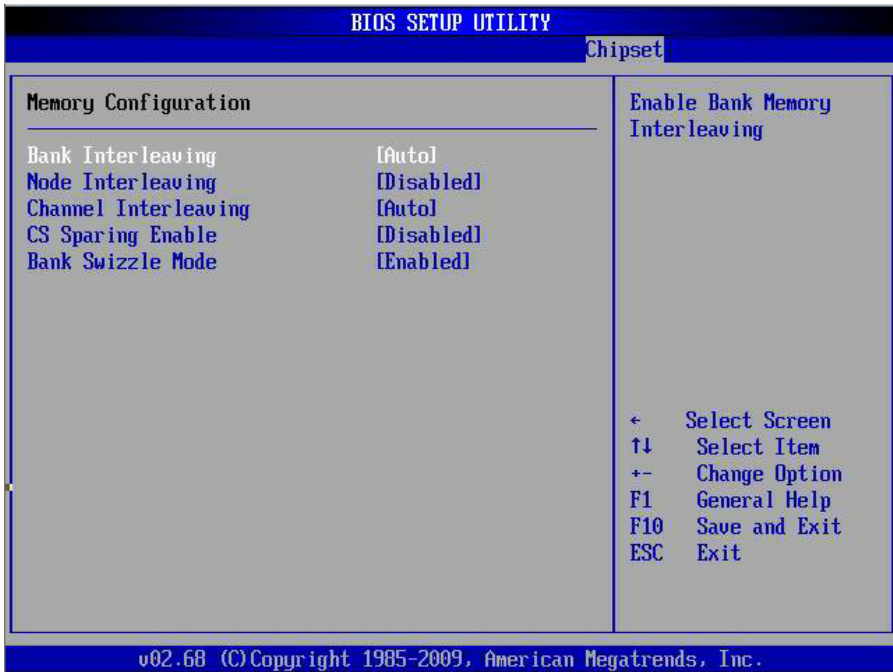 BIOS SETUP UTILITY
Chipset
Memory Configuration
Bank Interleaving [Auto]
Node Interleaving [Disabled]
Channel Interleaving [Auto]
CS Sparing Enable [Disabled]
Bank Swizzle Mode [Enabled]
Enable Bank Memory
Interleaving
← Select Screen
↑↓ Select Item
+- Change Option
F1 General Help
F10 Save and Exit
ESC Exit
v02.68 (C)Copyright 1985-2009, American Megatrends, Inc.